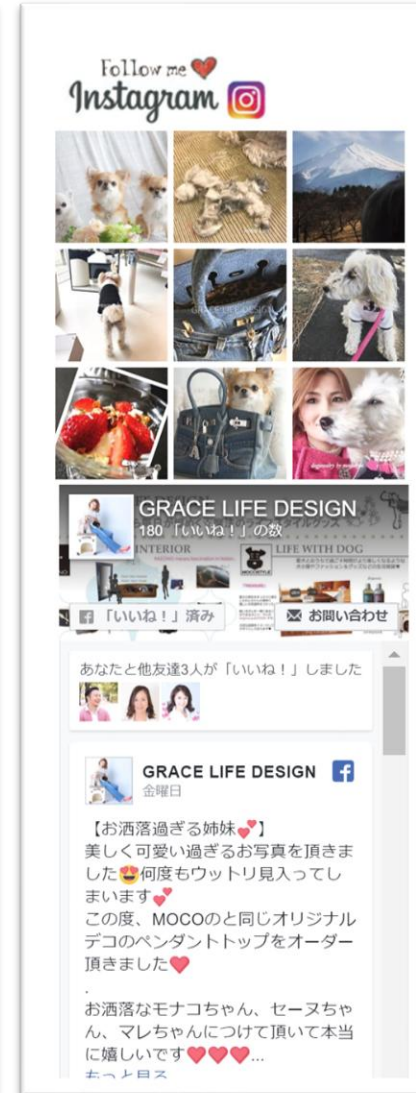 Follow me
Instagram
GRACE LIFE DESIGN
180 「いいね！」の数
INTERIOR
LIFE WITH DOG
「いいね！」済み
お問い合わせ
あなたと他友達3人が「いいね！」しました
GRACE LIFE DESIGN
金曜日
【お洒落過ぎる姉妹💕】
美しく可愛い過ぎるお写真を頂きま
した😍何度もウットリ見入ってし
まいます💕
この度、MOCOのと同じオリジナル
デコのペンダントトップをオーダー
頂きました❤
.
お洒落なモナコちゃん、セーヌちゃ
ん、マレちゃんにつけて頂いて本当
に嬉しいです❤❤❤...
もっと見る